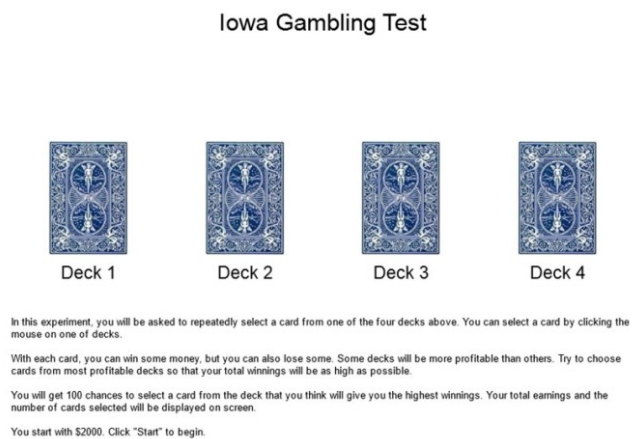 Iowa Gambling Test
Deck 1 Deck 2 Deck 3 Deck 4
In this experiment, you will be asked to repeatedly select a card from one of the four decks above. You can select a card by clicking the
mouse on one of decks.
With each card, you can win some money, but you can also lose some. Some decks will be more profitable than others. Try to choose
cards from most profitable decks so that your total winnings will be as high as possible.
You will get 100 chances to select a card from the deck that you think will give you the highest winnings. Your total earnings and the
number of cards selected will be displayed on screen.
You start with $2000. Click "Start" to begin.